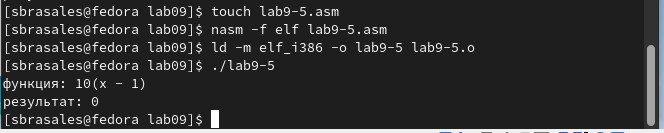 [sbrasales@fedora lab09]$ touch lab9-5.asm
[sbrasales@fedora lab09]$ nasm -f elf lab9-5.asm
[sbrasales@fedora lab09]$ ld -m elf_i386 -o lab9-5 lab9-5.o
[sbrasales@fedora lab09]$ ./lab9-5
функция: 10(x - 1)
результат: 0
[sbrasales@fedora lab09]$